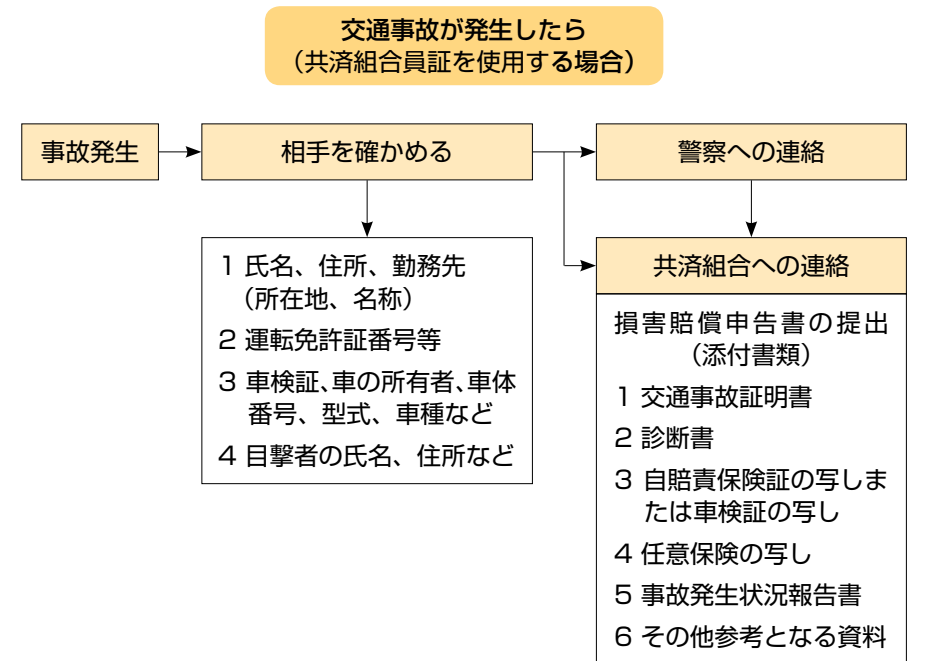 交通事故が発生したら
（共済組合員証を使用する場合）
事故発生
相手を確かめる
警察への連絡
1 氏名、住所、勤務先
（所在地、名称）
2 運転免許証番号等
3 車検証、車の所有者、車体
番号、型式、車種など
4 目撃者の氏名、住所など
共済組合への連絡
損害賠償申告書の提出
（添付書類）
1 交通事故証明書
2 診断書
3 自賠責保険証の写しま
たは車検証の写し
4 任意保険の写し
5 事故発生状況報告書
6 その他参考となる資料